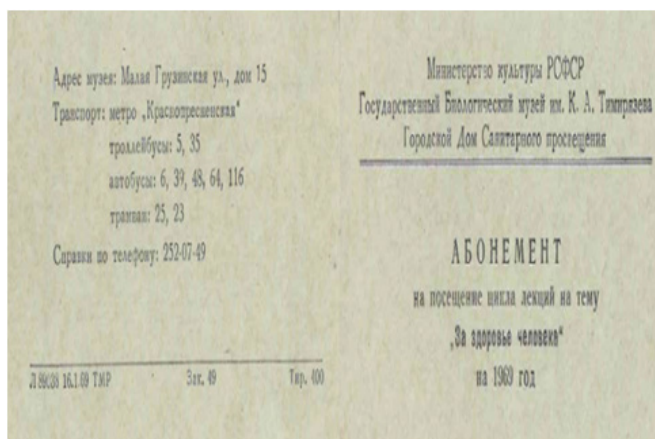 Адрес музея: Малая Грузинская ул., дом 15
Транспорт: метро „Краснопресненская“
троллейбусы: 5, 35
автобусы: 6, 39, 48, 64, 116
трамваи: 25, 23
Справки по телефону: 252-07-49
16.1.69 ТМР Зак. 49 Тир. 400
Министерство культуры РСФСР
Государственный Биологический музей им. К. А. Тимирязева
Городской Дом Санитарного просвещения
АБОНЕМЕНТ
на посещение цикла лекций на тему
„За здоровье человека“
на 1969 год